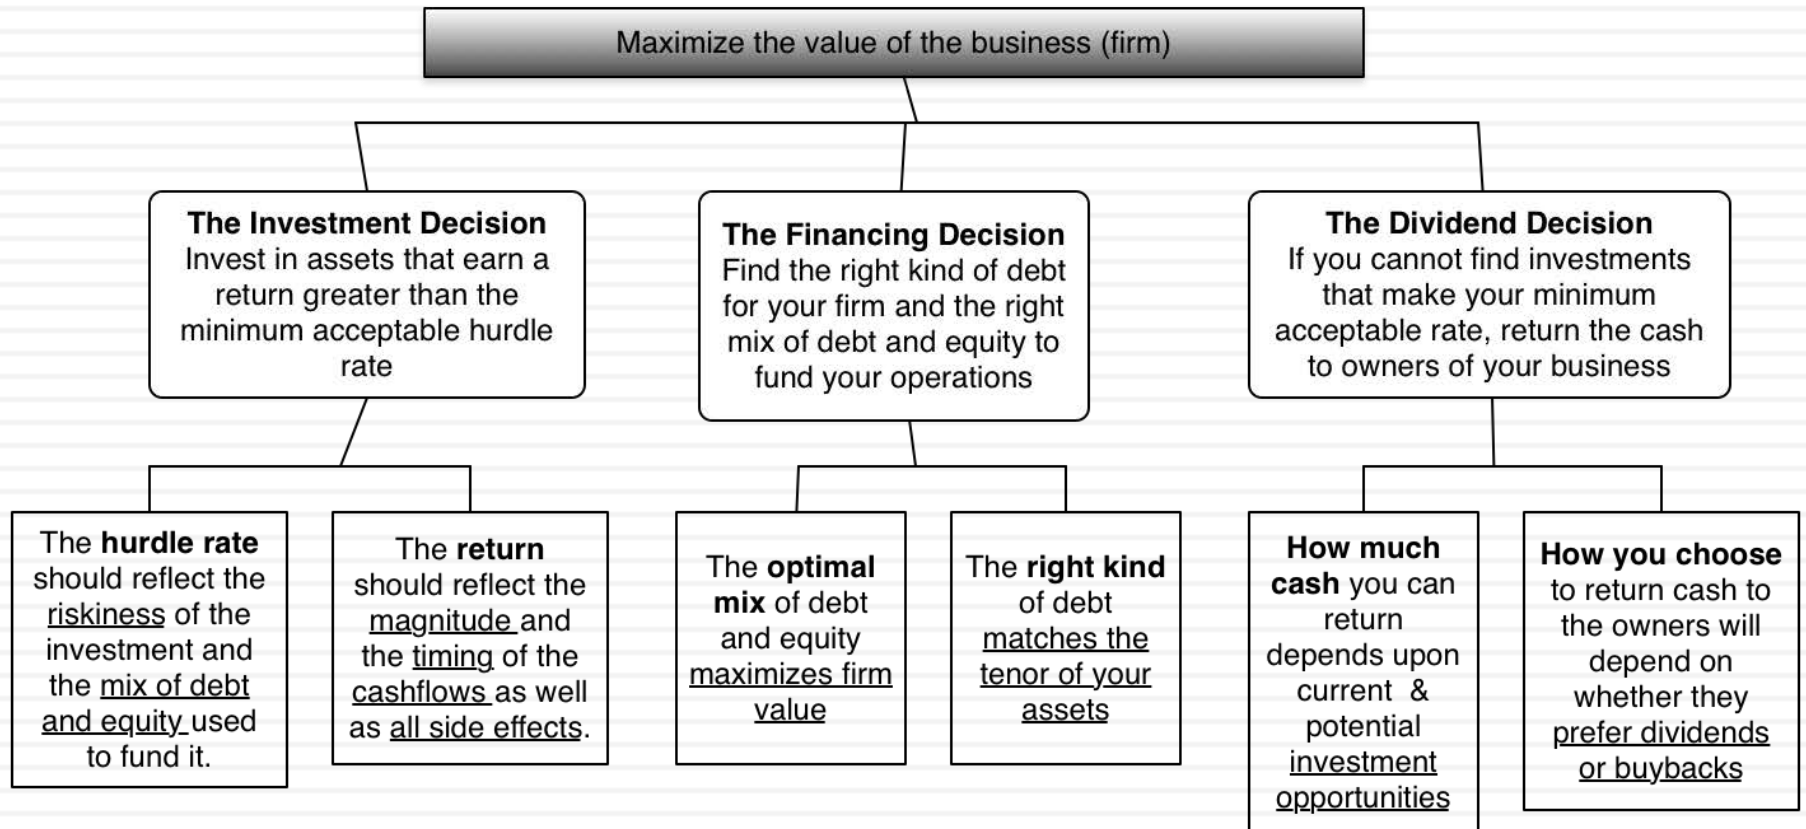 Maximize the value of the business (firm)
The Investment Decision
Invest in assets that earn a
return greater than the
minimum acceptable hurdle
rate
The Financing Decision
Find the right kind of debt
for your firm and the right
mix of debt and equity to
fund your operations
The Dividend Decision
If you cannot find investments
that make your minimum
acceptable rate, return the cash
to owners of your business
The hurdle rate
should reflect the
riskiness of the
investment and
the mix of debt
and equity used
to fund it.
The return
should reflect the
magnitude and
the timing of the
cashflows as well
as all side effects.
The optimal
mix of debt
and equity
maximizes firm
value
The right kind
of debt
matches the
tenor of your
assets
How much
cash you can
return
depends upon
current &
potential
investment
opportunities
How you choose
to return cash to
the owners will
depend on
whether they
prefer dividends
or buybacks